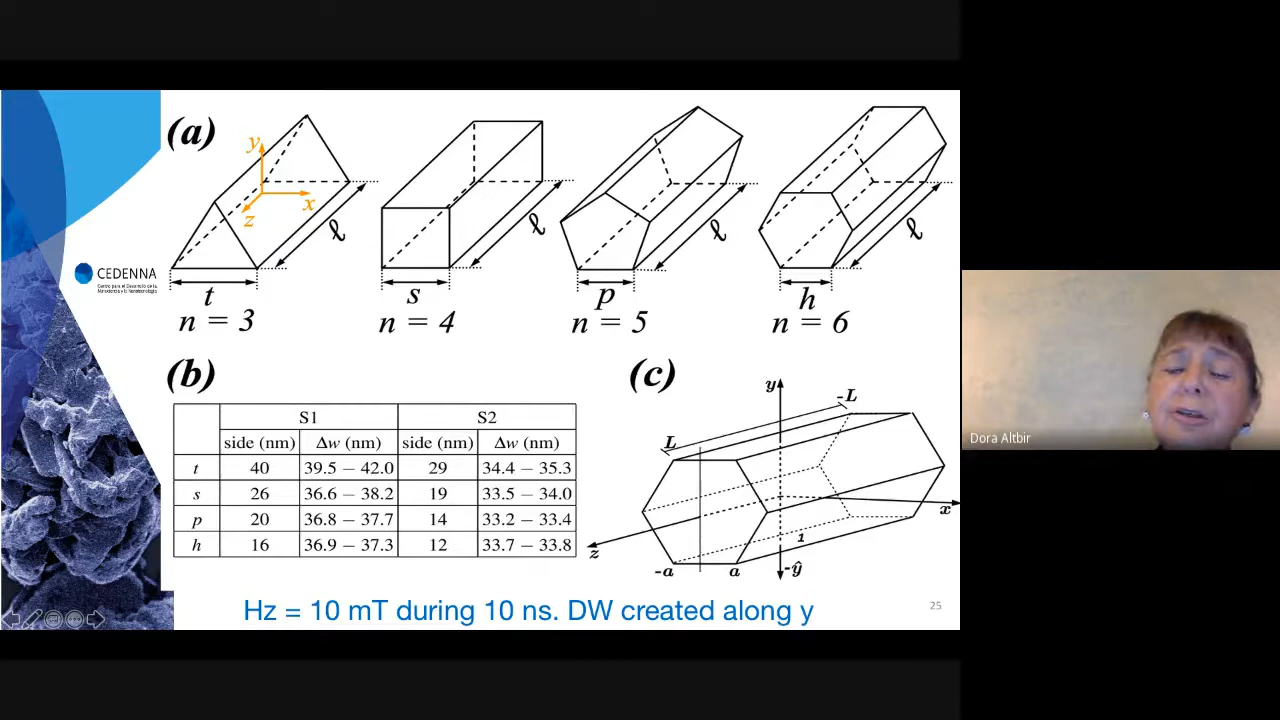 (a)
y
x
z
ℓ
ℓ
ℓ
ℓ
t
s
p
h
n = 3
n = 4
n = 5
n = 6
CEDENNA
Centro para el Desarrollo de la
Nanociencia y la Nanotecnología
(b)
S1 S2
side (nm) Δw (nm) side (nm) Δw (nm)
t 40 39.5 – 42.0 29 34.4 – 35.3
s 26 36.6 – 38.2 19 33.5 – 34.0
p 20 36.8 – 37.7 14 33.2 – 33.4
h 16 36.9 – 37.3 12 33.7 – 33.8
(c)
y
-L
L
x
z
1
-a
a
-ŷ
Hz = 10 mT during 10 ns. DW created along y
25
Dora Altbir